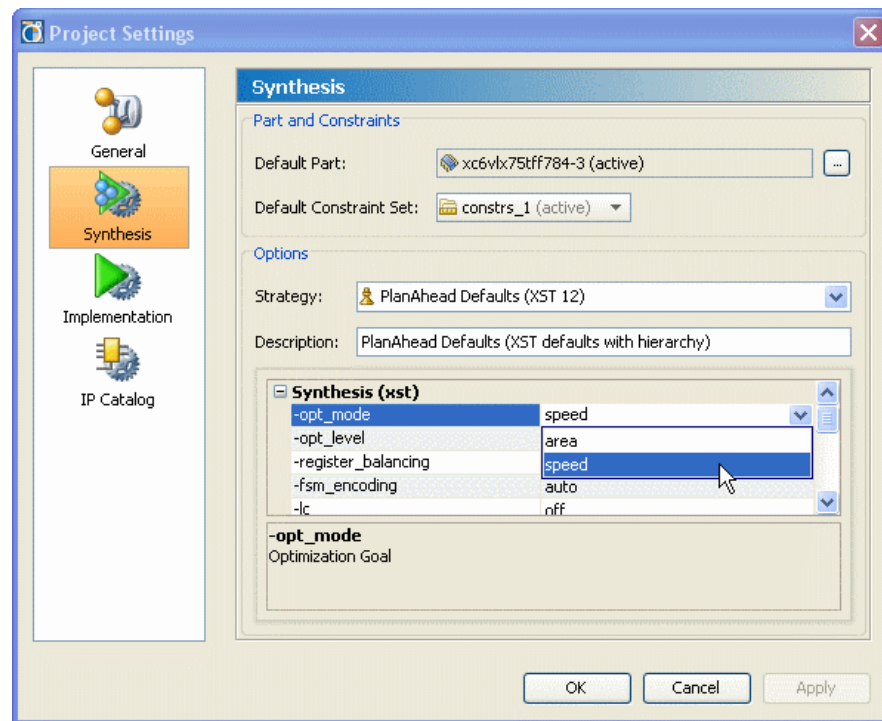 Project Settings
General
Synthesis
Implementation
IP Catalog
Synthesis
Part and Constraints
Default Part: xc6vlx75tff784-3 (active) ...
Default Constraint Set: constrs_1 (active)
Options
Strategy: PlanAhead Defaults (XST 12)
Description: PlanAhead Defaults (XST defaults with hierarchy)
Synthesis (xst)
-opt_mode speed
-opt_level area
-register_balancing speed
-fsm_encoding auto
-lc off
-opt_mode
Optimization Goal
OK Cancel Apply